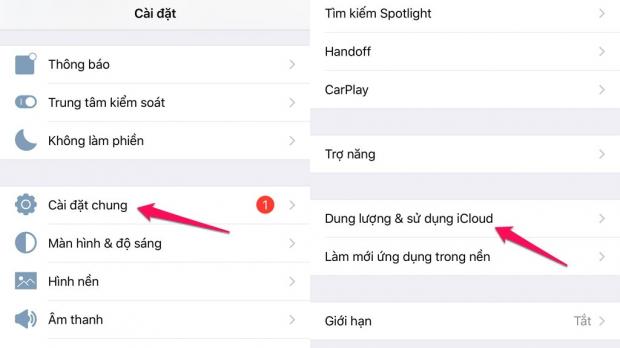 Cài đặt
Thông báo
Trung tâm kiểm soát
Không làm phiền
Cài đặt chung 1
Màn hình & độ sáng
Hình nền
Âm thanh
Tìm kiếm Spotlight
Handoff
CarPlay
Trợ năng
Dung lượng & sử dụng iCloud
Làm mới ứng dụng trong nền
Giới hạn Tắt